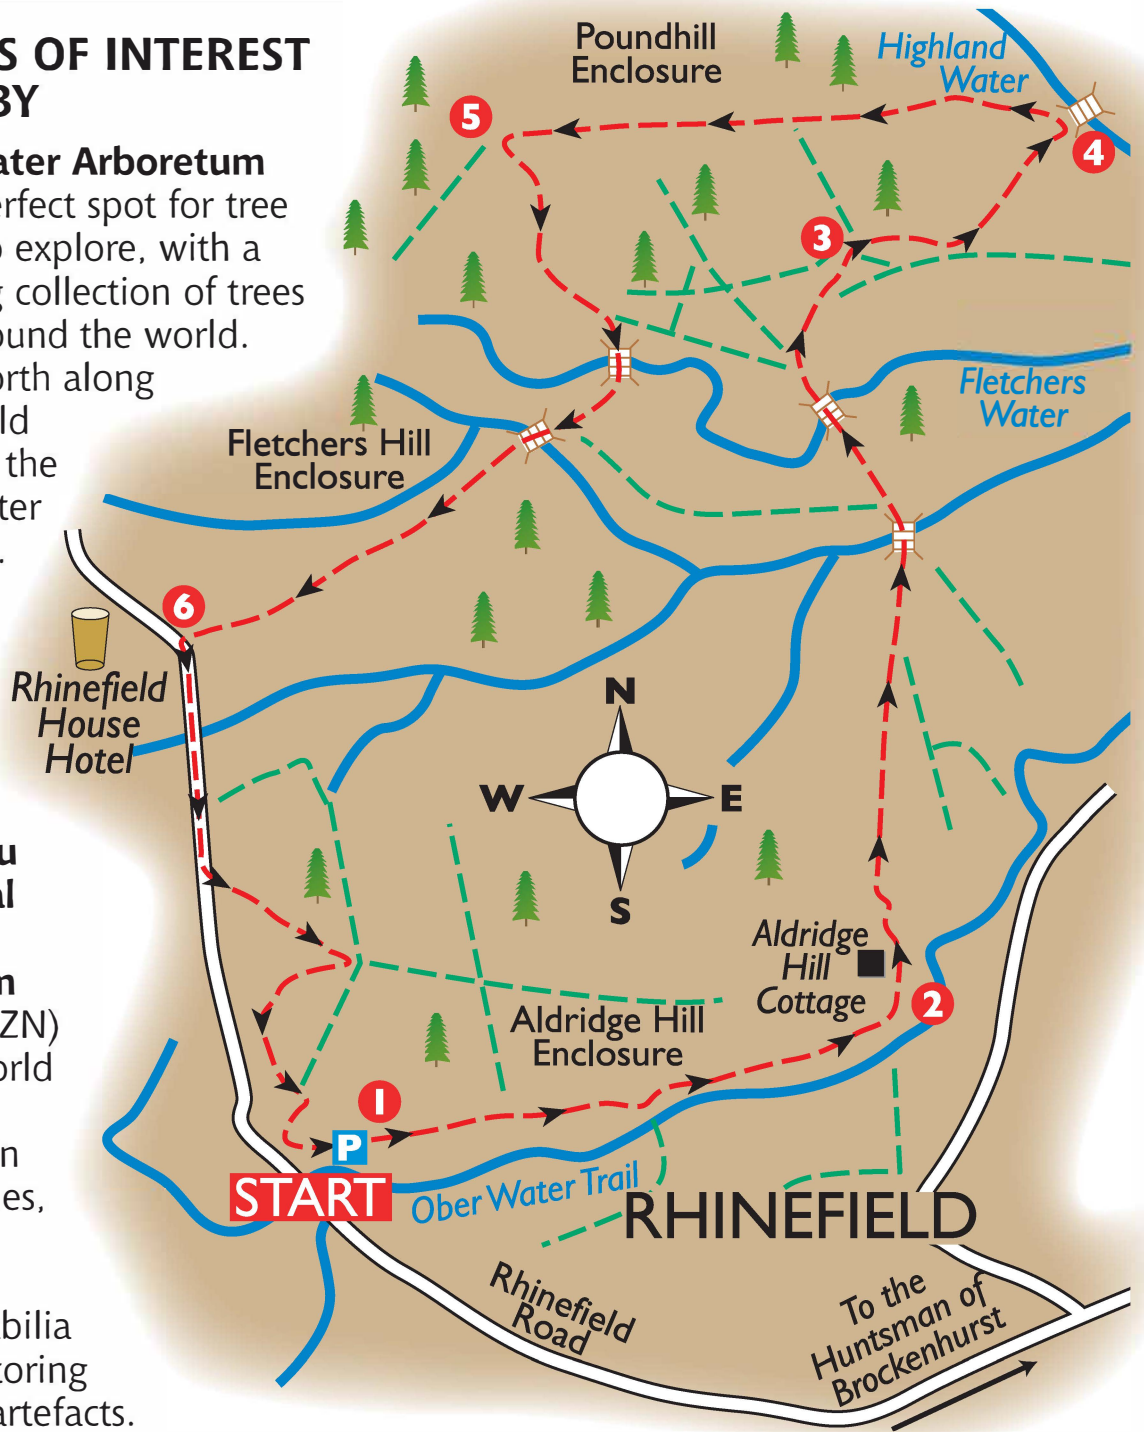 S OF INTEREST
BY
ater Arboretum
erfect spot for tree
o explore, with a
g collection of trees
ound the world.
orth along
ld
the
ter
.
u
al
m
ZN)
orld
n
es,
bilia
toring
artefacts.
Poundhill
Enclosure
Highland
Water
5
4
3
Fletchers
Water
Fletchers Hill
Enclosure
6
Rhinefield
House
Hotel
N
W E
S
Aldridge
Hill
Cottage
2
Aldridge Hill
Enclosure
1
P
START
Ober Water Trail
RHINEFIELD
Rhinefield
Road
To the
Huntsman of
Brockenhurst